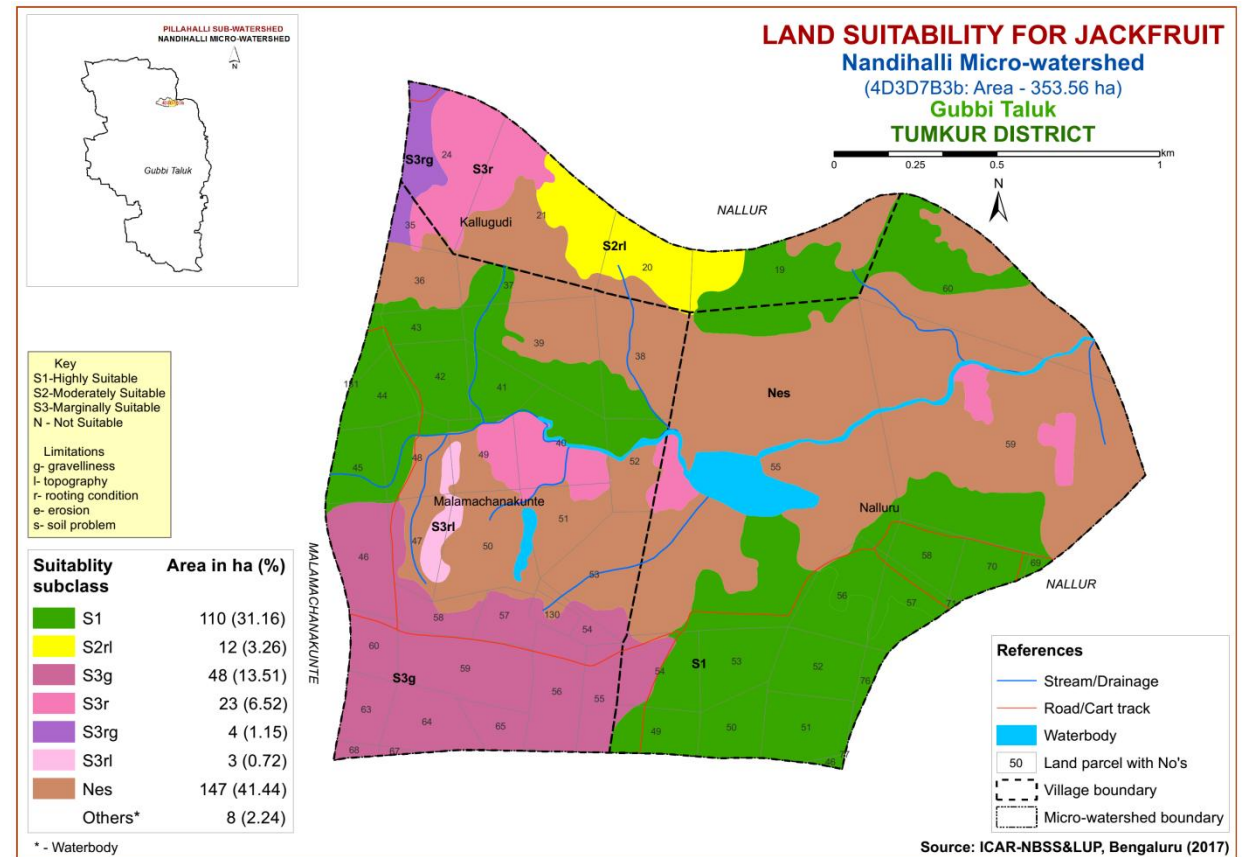 PILLAHALLI SUB-WATERSHED
NANDIHALLI MICRO-WATERSHED
N
Gubbi Taluk
LAND SUITABILITY FOR JACKFRUIT
Nandihalli Micro-watershed
(4D3D7B3b: Area - 353.56 ha)
Gubbi Taluk
TUMKUR DISTRICT
km
0 0.25 0.5 1
N
S3rg
24
S3r
35
Kallugudi
21
S2rl
20
NALLUR
19
60
36
37
43
39
38
42
41
44
45
48
49
40
52
Nes
59
55
Malamachanakunte
S3rl
47
50
51
53
Nalluru
46
58
57
130
54
60
59
S3g
56
55
63
64
65
68
67
54
S1
53
52
56
58
70
69
57
71
76
49
50
51
46
MALAMACHANAKUNTE
NALLUR
Key
S1-Highly Suitable
S2-Moderately Suitable
S3-Marginally Suitable
N - Not Suitable
Limitations
g- gravelliness
l- topography
r- rooting condition
e- erosion
s- soil problem
Suitablity subclass Area in ha (%)
S1 110 (31.16)
S2rl 12 (3.26)
S3g 48 (13.51)
S3r 23 (6.52)
S3rg 4 (1.15)
S3rl 3 (0.72)
Nes 147 (41.44)
Others* 8 (2.24)
* - Waterbody
References
Stream/Drainage
Road/Cart track
Waterbody
50 Land parcel with No's
Village boundary
Micro-watershed boundary
Source: ICAR-NBSS&LUP, Bengaluru (2017)